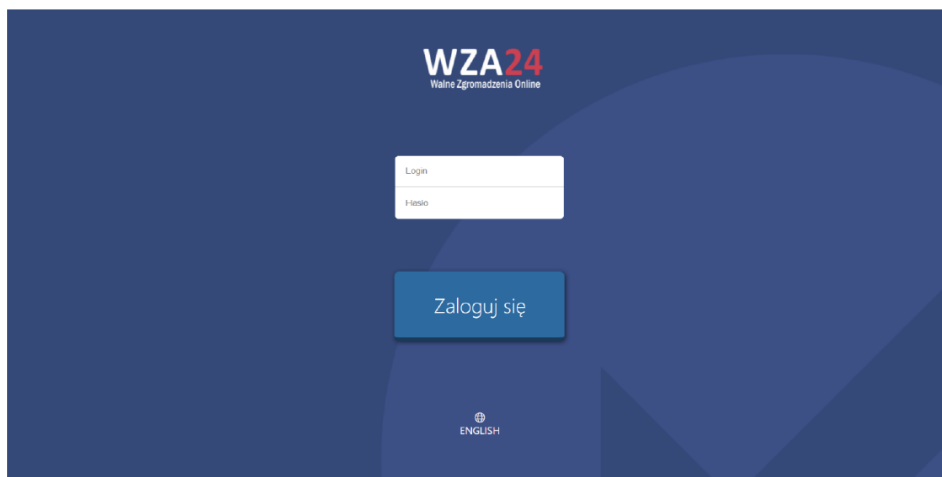 WZA24
Walne Zgromadzenia Online
Login
Hasło
Zaloguj się
ENGLISH